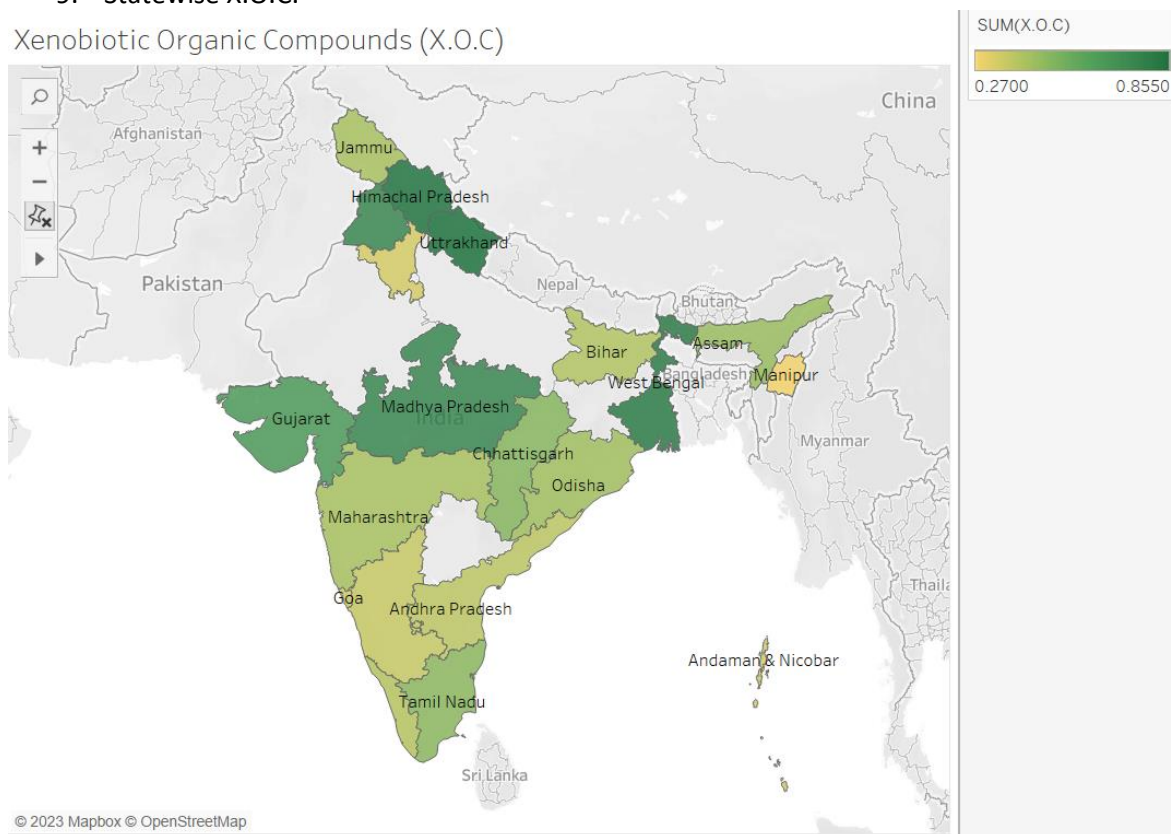 Statewise X.O.C.
Xenobiotic Organic Compounds (X.O.C)
SUM(X.O.C)
0.2700 0.8550
China
Afghanistan
Jammu
Himachal Pradesh
Uttrakhand
Pakistan
Nepal
Bhutan
Assam
Bihar
West Bengal
Bangladesh
Manipur
Gujarat
Madhya Pradesh
India
Myanmar
Chhattisgarh
Odisha
Maharashtra
Thaila
Goa
Andhra Pradesh
Andaman & Nicobar
Tamil Nadu
Sri Lanka
© 2023 Mapbox © OpenStreetMap